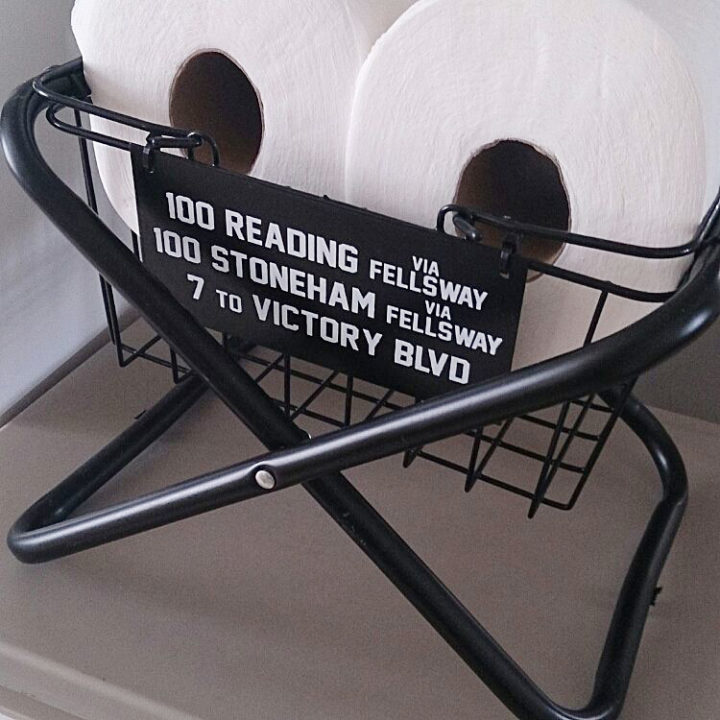 100 READING VIA FELLSWAY
100 STONEHAM VIA FELLSWAY
7 TO VICTORY BLVD